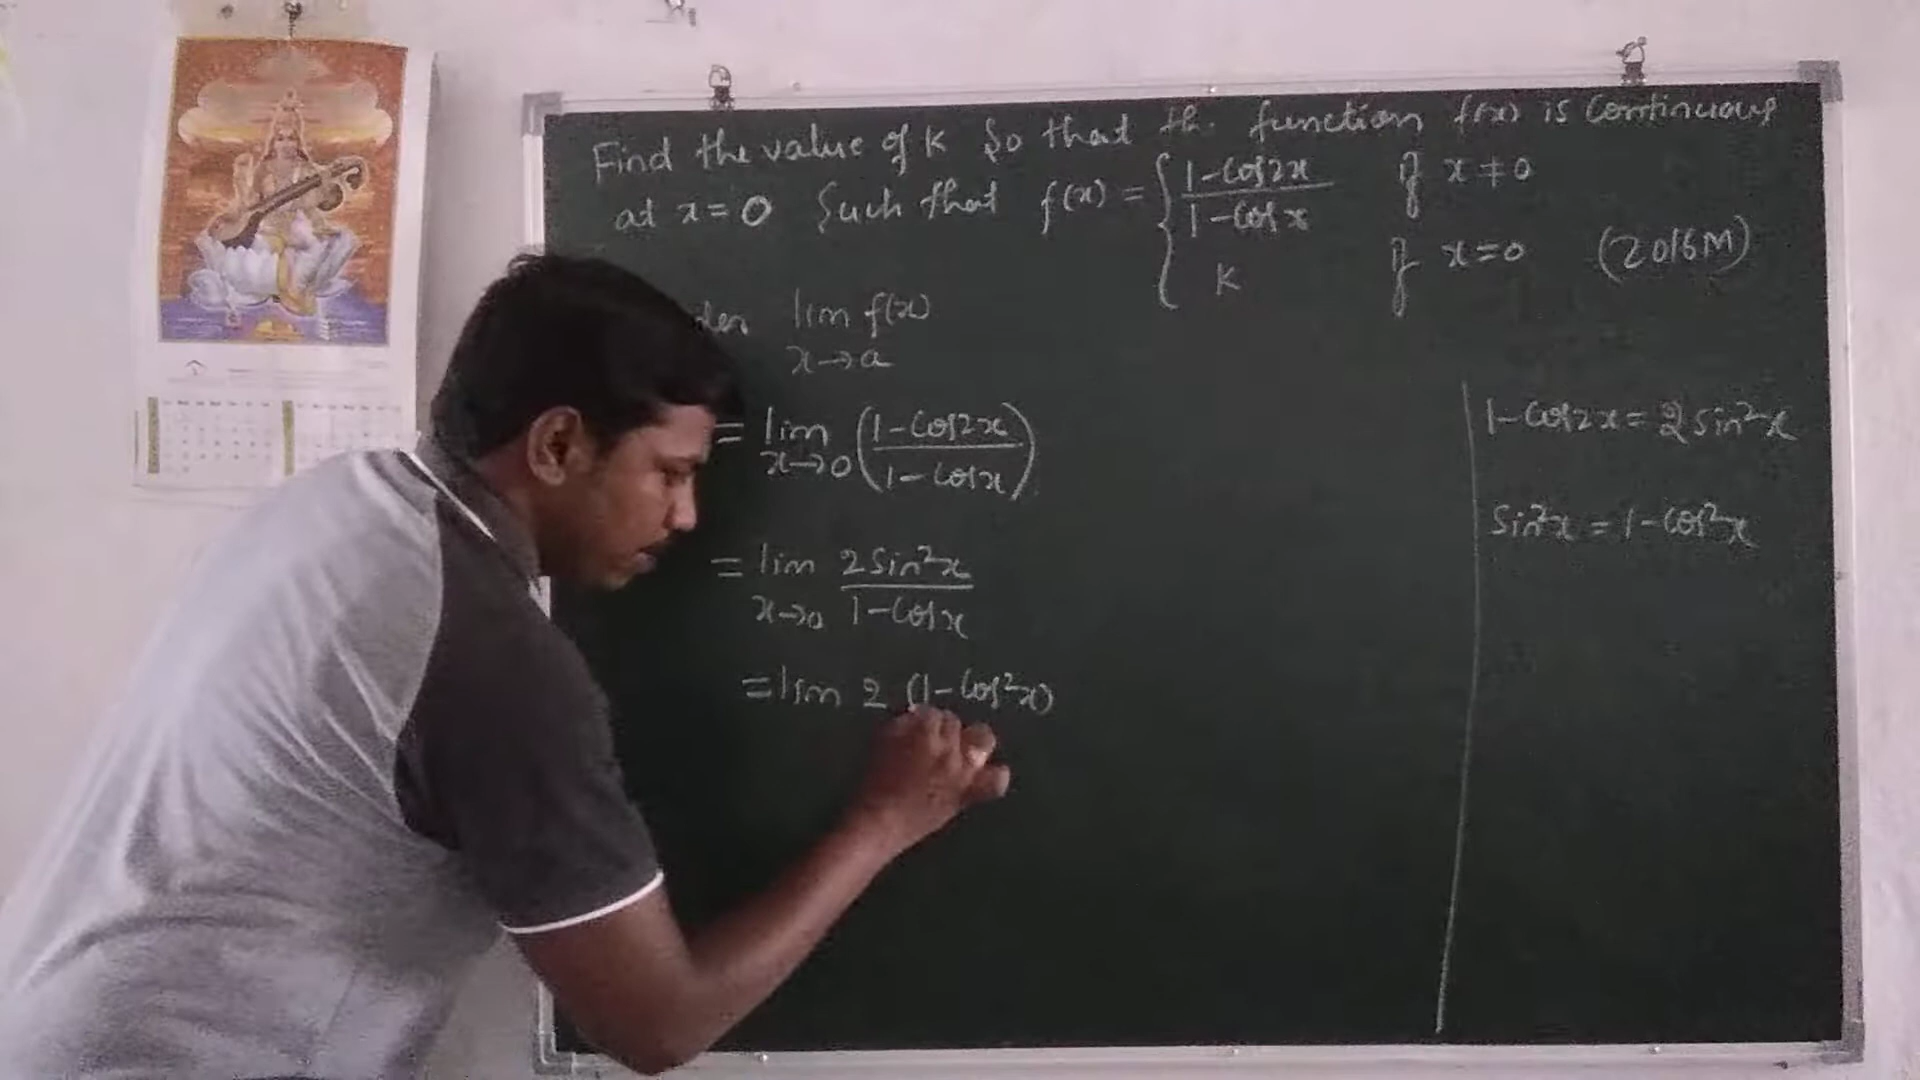 Find the value of K so that the function f(x) is continuous
at x = 0 such that f(x) = { (1-Cos2x)/(1-Cosx) if x ≠ 0
K if x = 0 (2016M)
lim f(x)
x→a
= lim x→0 ((1-Cos2x)/(1-Cosx))
= lim x→0 2Sin²x/(1-Cosx)
= lim 2 (1-Cos²x)
1-Cos2x = 2Sin²x
Sin²x = 1-Cos²x